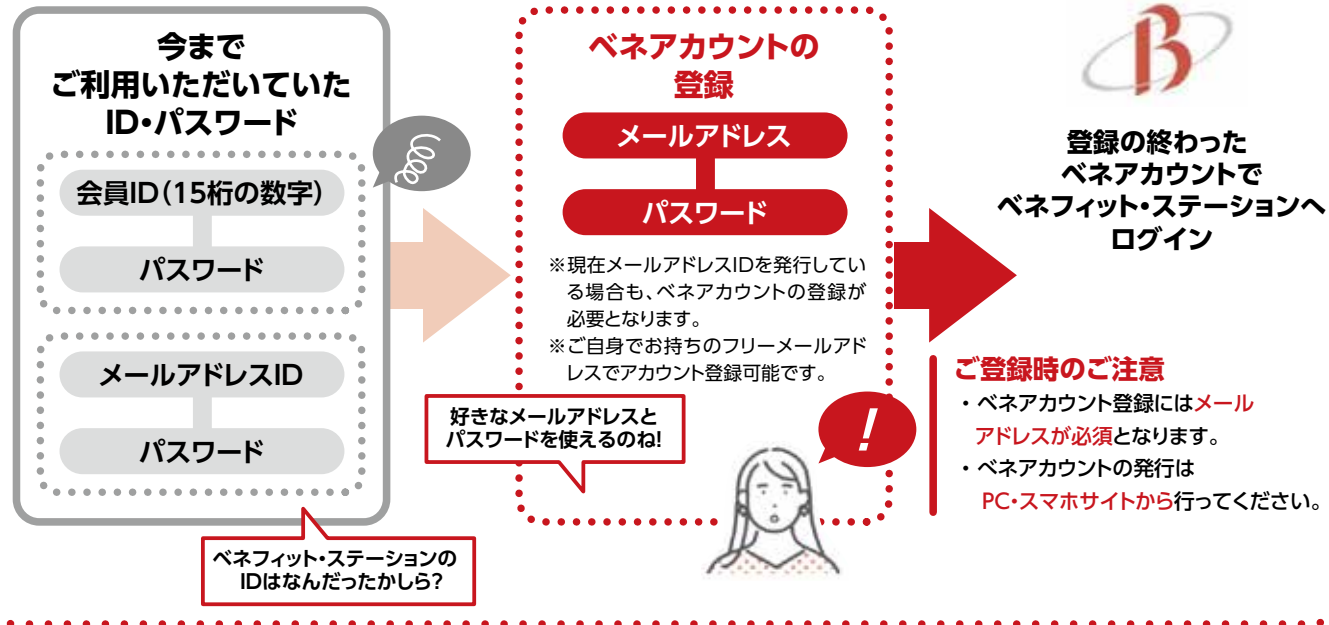 今まで
ご利用いただいていた
ID・パスワード
会員ID（15桁の数字）
パスワード
メールアドレスID
パスワード
ベネフィット・ステーションの
IDはなんだったかしら？
ベネアカウントの
登録
メールアドレス
パスワード
※現在メールアドレスIDを発行してい
る場合も、ベネアカウントの登録が
必要となります。
※ご自身でお持ちのフリーメールアド
レスでアカウント登録可能です。
好きなメールアドレスと
パスワードを使えるのね!
!
B
登録の終わった
ベネアカウントで
ベネフィット・ステーションへ
ログイン
ご登録時のご注意
・ベネアカウント登録にはメール
アドレスが必須となります。
・ベネアカウントの発行は
PC・スマホサイトから行ってください。